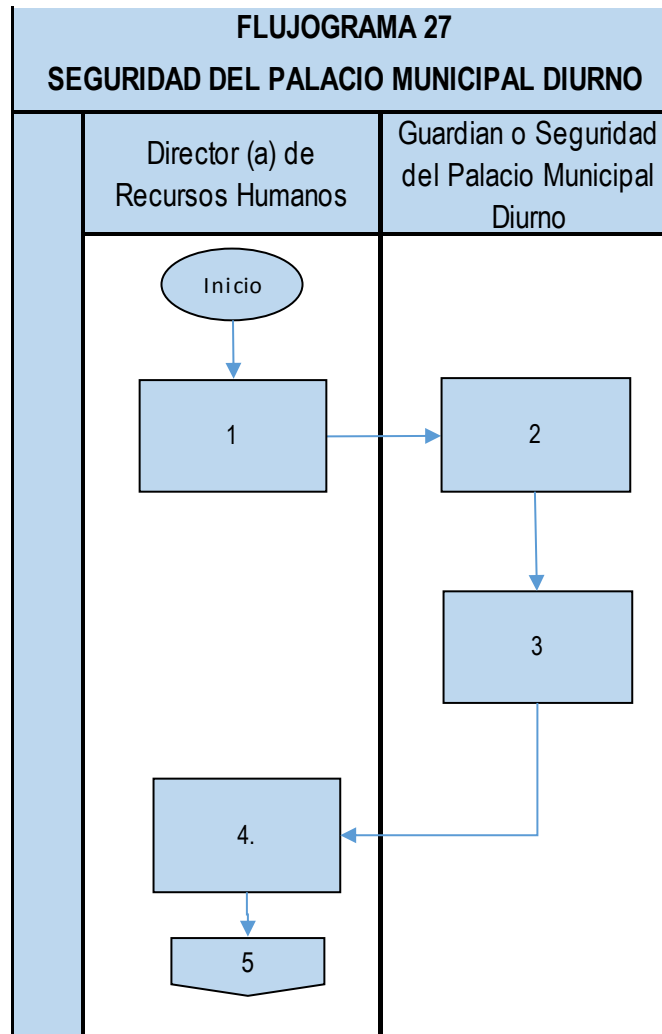 FLUJOGRAMA 27
SEGURIDAD DEL PALACIO MUNICIPAL DIURNO
Director (a) de
Recursos Humanos
Guardian o Seguridad
del Palacio Municipal
Diurno
Inicio
1
2
3
4.
5